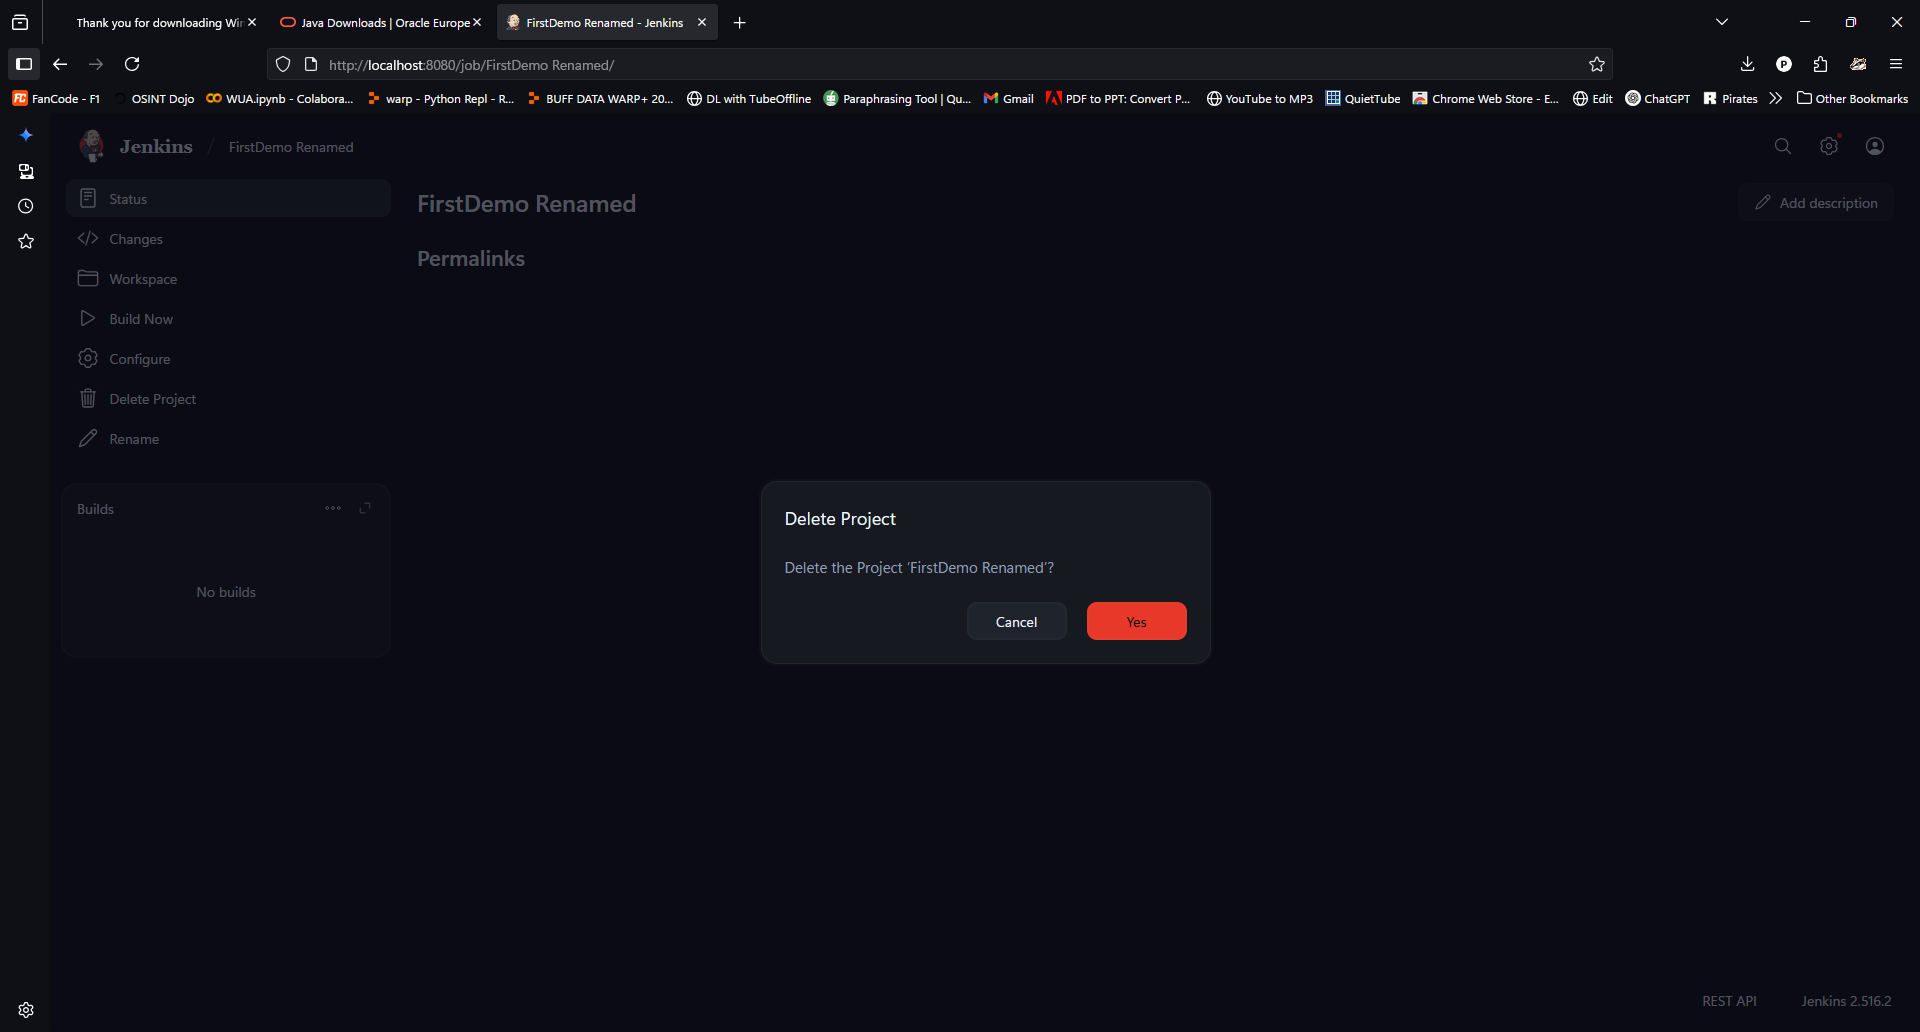 Thank you for downloading Wir
Java Downloads | Oracle Europe
FirstDemo Renamed - Jenkins
http://localhost:8080/job/FirstDemo Renamed/
P
FC FanCode - F1
OSINT Dojo
WUA.ipynb - Colabora...
warp - Python Repl - R...
BUFF DATA WARP+ 20...
DL with TubeOffline
Paraphrasing Tool | Qu...
Gmail
PDF to PPT: Convert P...
YouTube to MP3
QuietTube
Chrome Web Store - E...
Edit
ChatGPT
R Pirates
Other Bookmarks
Jenkins / FirstDemo Renamed
Status
Changes
Workspace
Build Now
Configure
Delete Project
Rename
Builds
No builds
FirstDemo Renamed
Add description
Permalinks
Delete Project
Delete the Project ‘FirstDemo Renamed’?
Cancel
Yes
REST API
Jenkins 2.516.2